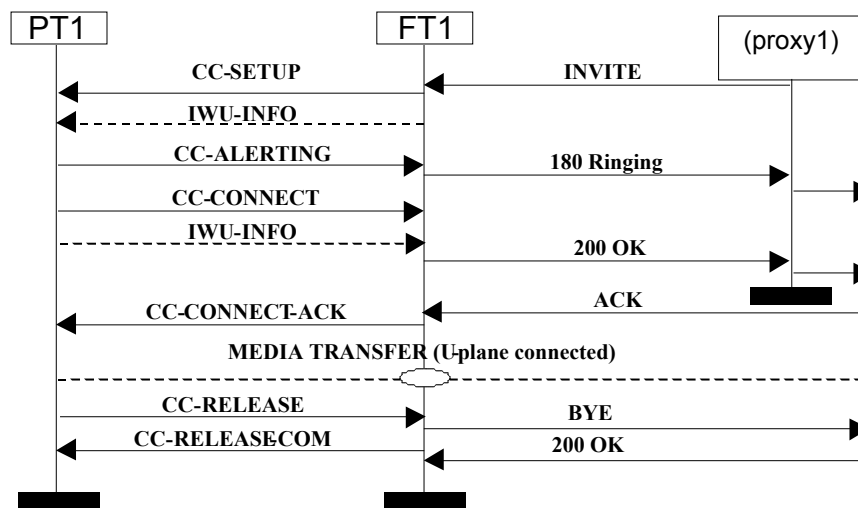 PT1
FT1
(proxy1)
CC-SETUP
INVITE
IWU-INFO
CC-ALERTING
180 Ringing
CC-CONNECT
IWU-INFO
200 OK
ACK
CC-CONNECT-ACK
MEDIA TRANSFER (U-plane connected)
CC-RELEASE
BYE
CC-RELEASE-COM
200 OK